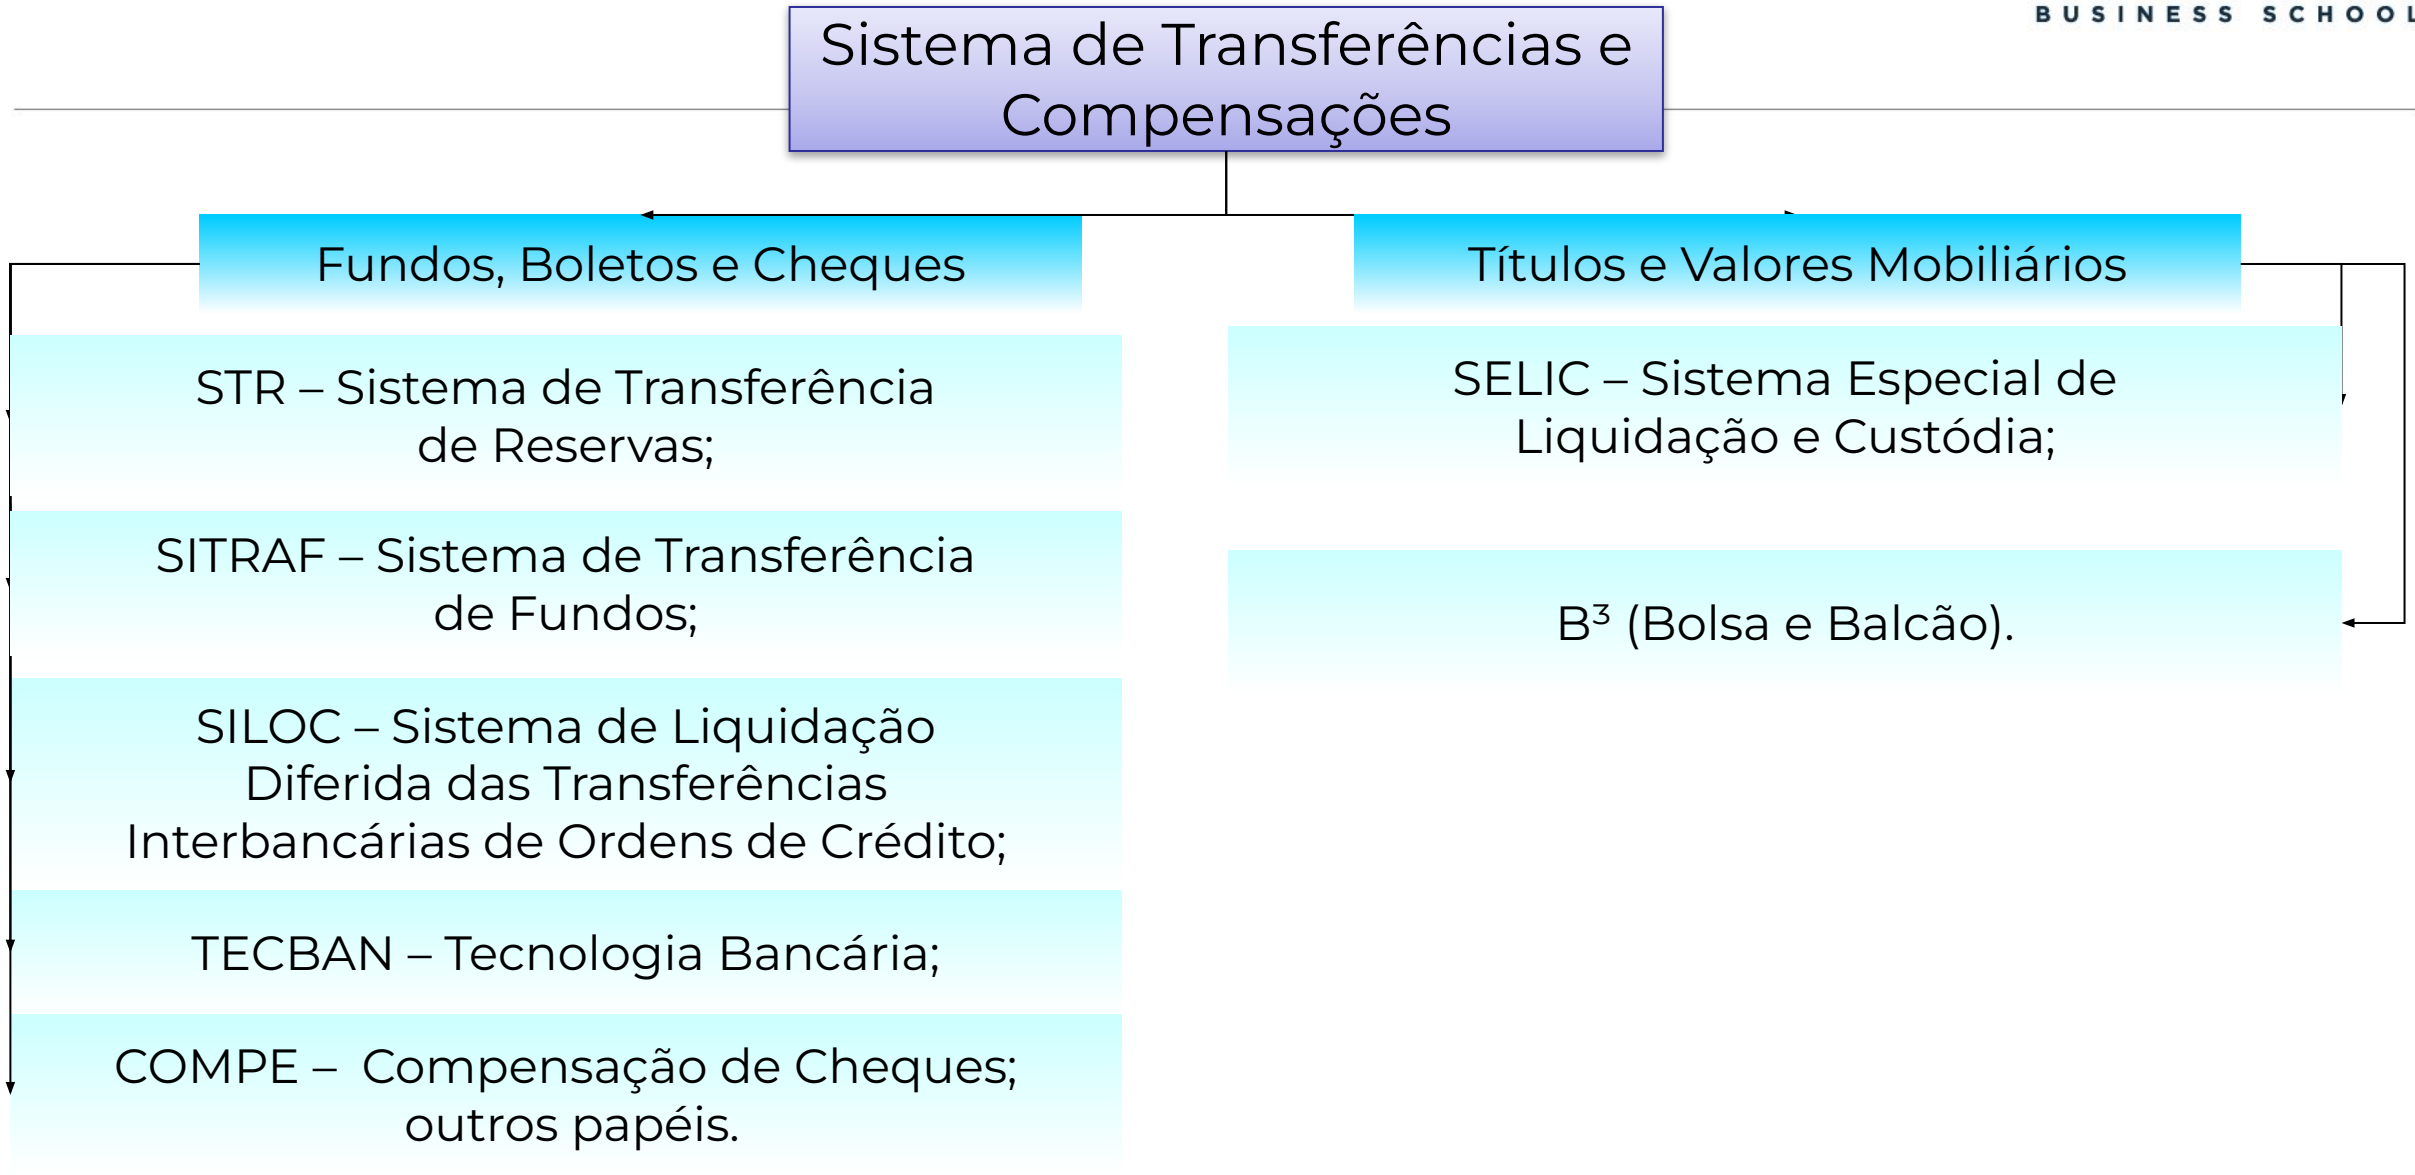 BUSINESS SCHOOL
Sistema de Transferências e
Compensações
Fundos, Boletos e Cheques
STR – Sistema de Transferência
de Reservas;
SITRAF – Sistema de Transferência
de Fundos;
SILOC – Sistema de Liquidação
Diferida das Transferências
Interbancárias de Ordens de Crédito;
TECBAN – Tecnologia Bancária;
COMPE –  Compensação de Cheques;
outros papéis.
Títulos e Valores Mobiliários
SELIC – Sistema Especial de
Liquidação e Custódia;
B³ (Bolsa e Balcão).